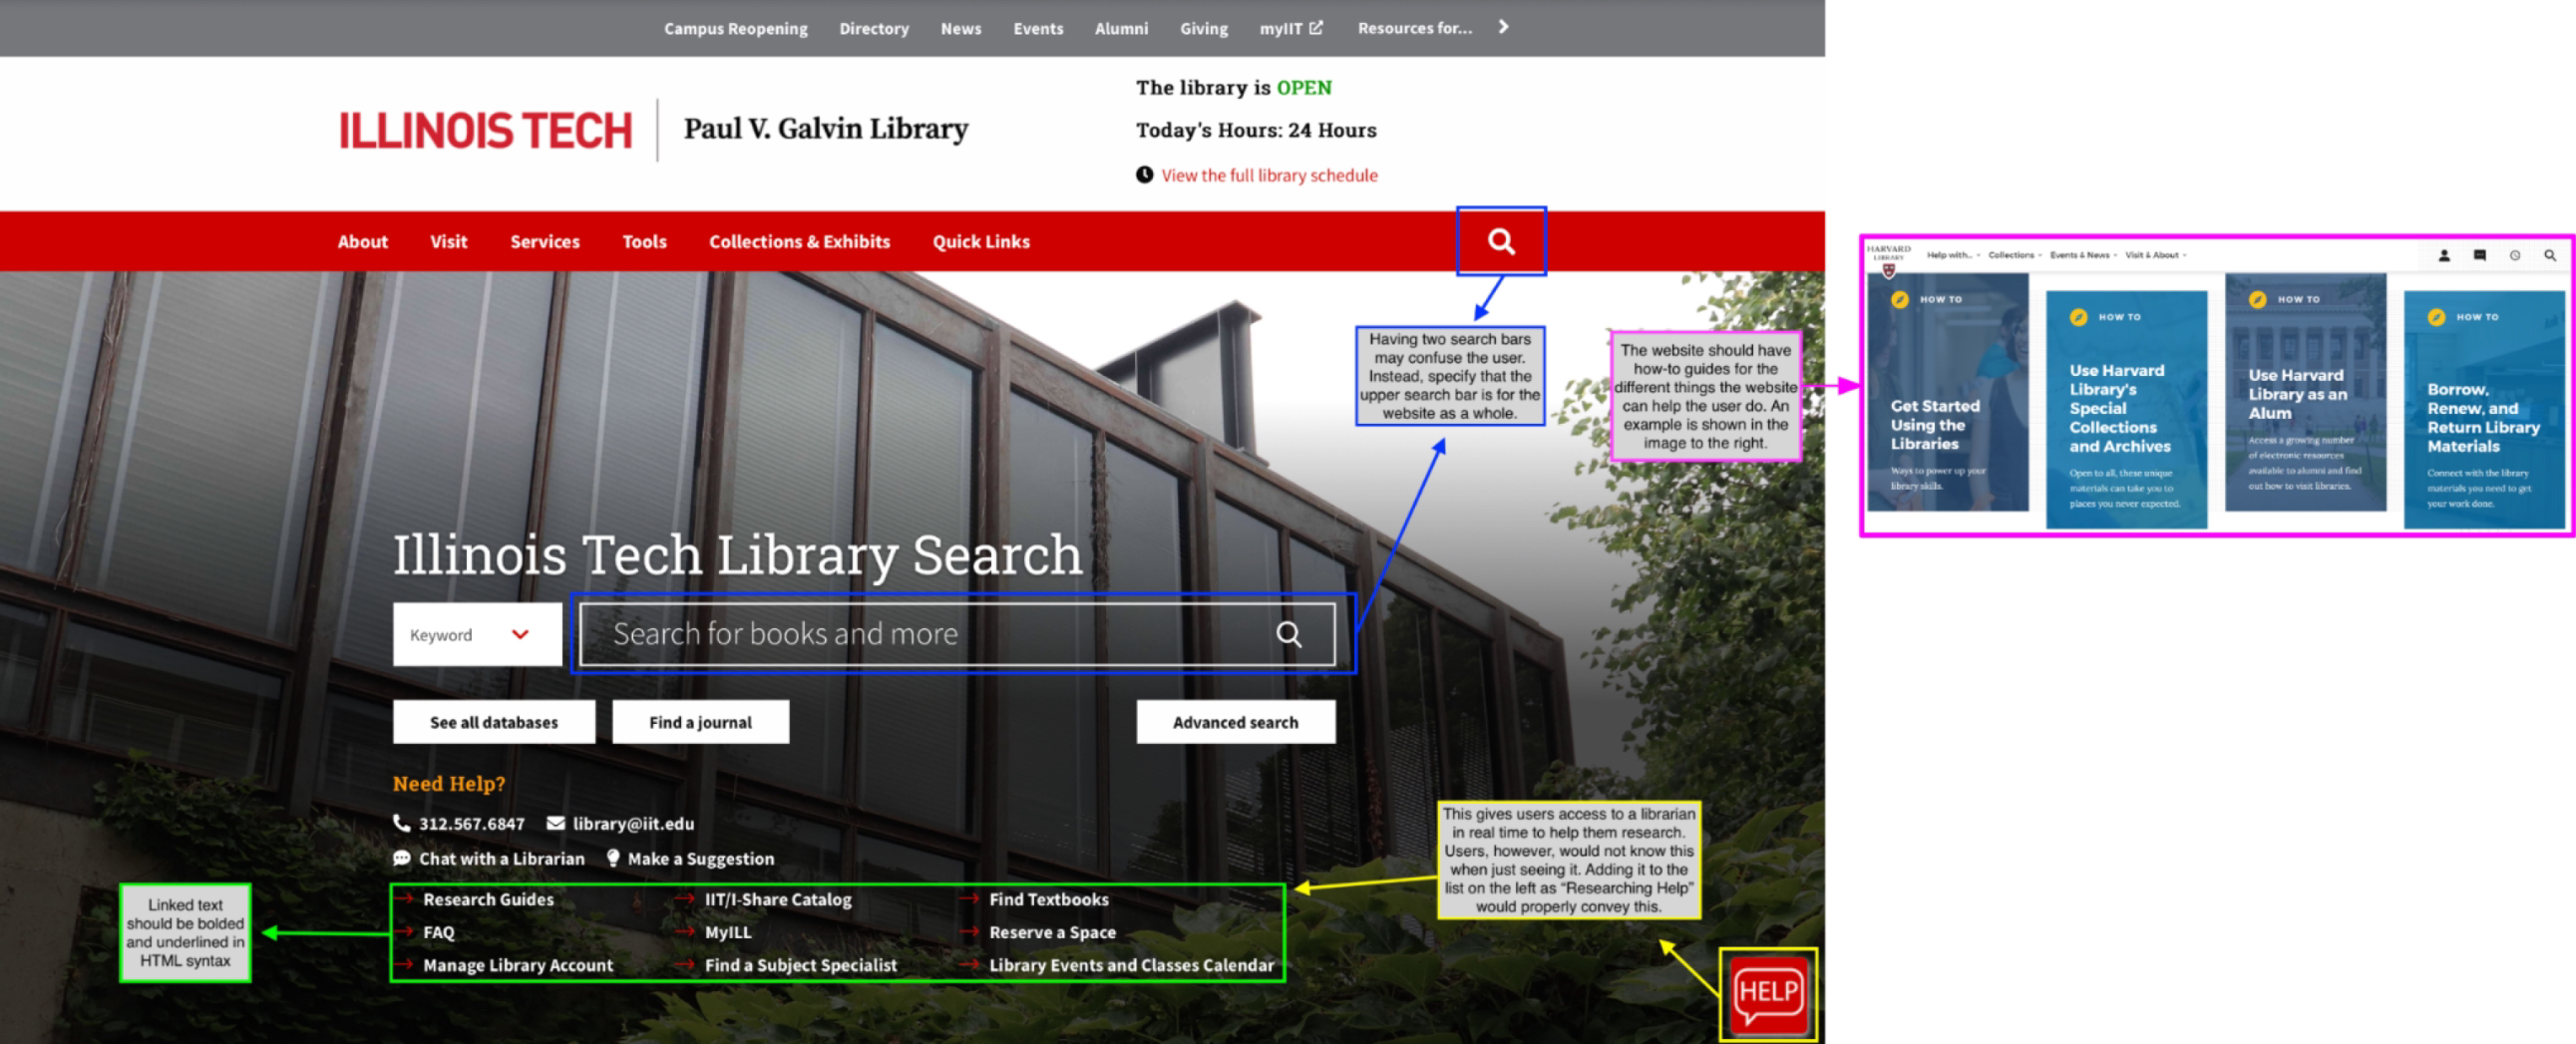 Campus Reopening Directory News Events Alumni Giving myIIT Resources for...
The library is OPEN
ILLINOIS TECH Paul V. Galvin Library
Today's Hours: 24 Hours
View the full library schedule
About Visit Services Tools Collections & Exhibits Quick Links
Having two search bars
may confuse the user.
Instead, specify that the
upper search bar is for the
website as a whole.
The website should have
how-to guides for the
different things the website
can help the user do. An
example is shown in the
image to the right.
HARVARD
LIBRARY
Help with... Collections Events & News Visit & About
HOW TO
Get Started
Using the
Libraries
Ways to power up your
library skills.
HOW TO
Use Harvard
Library's
Special
Collections
and Archives
Open to all, these unique
materials can take you to
places you never expected.
HOW TO
Use Harvard
Library as an
Alum
Access a growing number
of electronic resources
available to alumni and find
out how to visit libraries.
HOW TO
Borrow,
Renew, and
Return Library
Materials
Connect with the library
materials you need to get
your work done.
Illinois Tech Library Search
Keyword Search for books and more
See all databases Find a journal Advanced search
Need Help?
312.567.6847 library@iit.edu
Chat with a Librarian Make a Suggestion
Research Guides IIT/I-Share Catalog Find Textbooks
FAQ MyILL Reserve a Space
Manage Library Account Find a Subject Specialist Library Events and Classes Calendar
Linked text
should be bolded
and underlined in
HTML syntax
This gives users access to a librarian
in real time to help them research.
Users, however, would not know this
when just seeing it. Adding it to the
list on the left as “Researching Help”
would properly convey this.
HELP